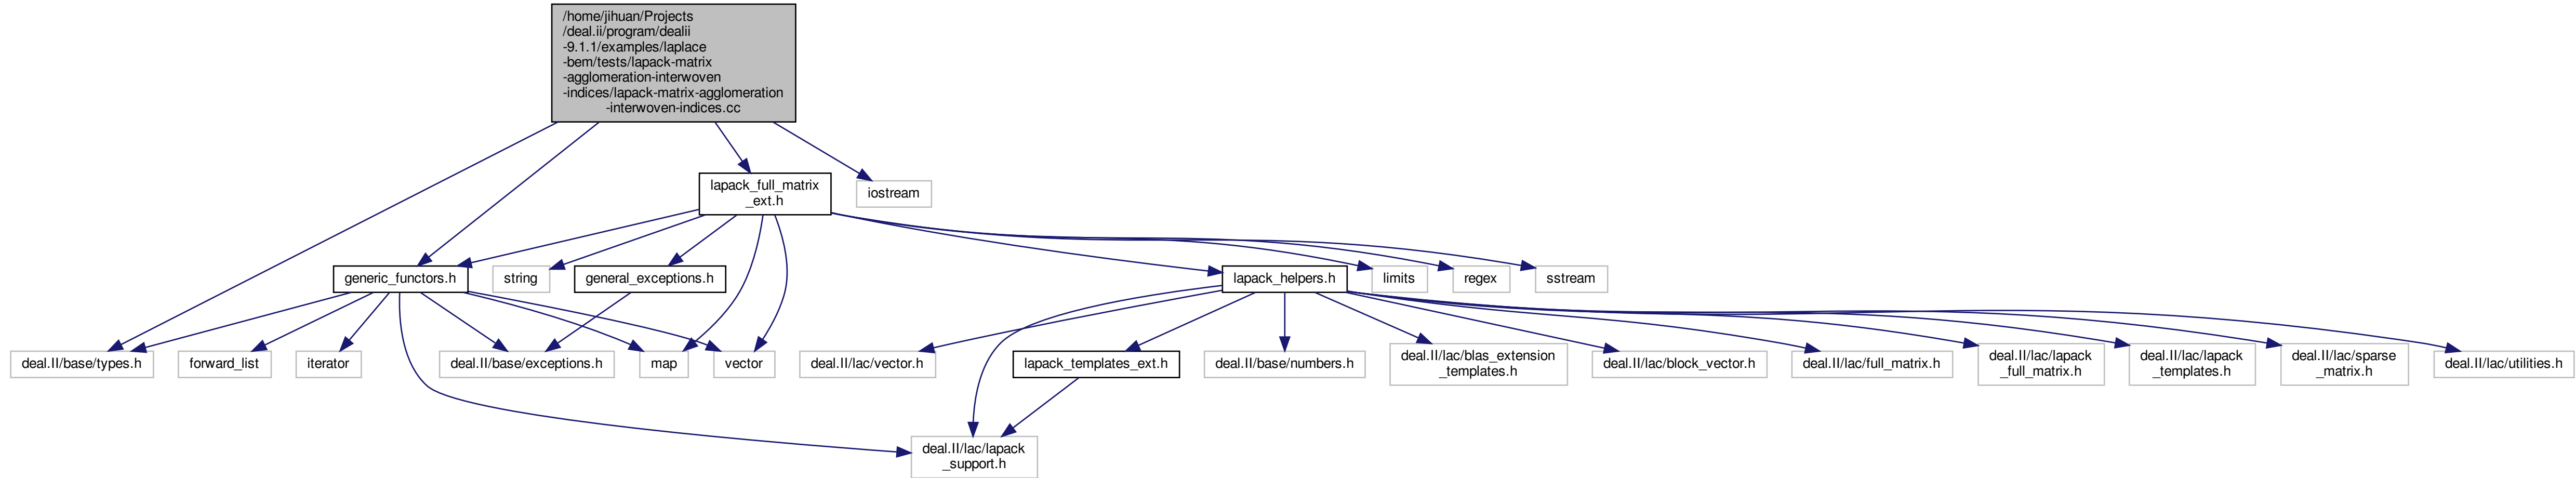 /home/jihuan/Projects
/deal.ii/program/dealii
-9.1.1/examples/laplace
-bem/tests/lapack-matrix
-agglomeration-interwoven
-indices/lapack-matrix-agglomeration
-interwoven-indices.cc
lapack_full_matrix
_ext.h
iostream
generic_functors.h
string
general_exceptions.h
lapack_helpers.h
limits
regex
sstream
deal.II/base/types.h
forward_list
iterator
deal.II/base/exceptions.h
map
vector
deal.II/lac/vector.h
lapack_templates_ext.h
deal.II/base/numbers.h
deal.II/lac/blas_extension
_templates.h
deal.II/lac/block_vector.h
deal.II/lac/full_matrix.h
deal.II/lac/lapack
_full_matrix.h
deal.II/lac/lapack
_templates.h
deal.II/lac/sparse
_matrix.h
deal.II/lac/utilities.h
deal.II/lac/lapack
_support.h